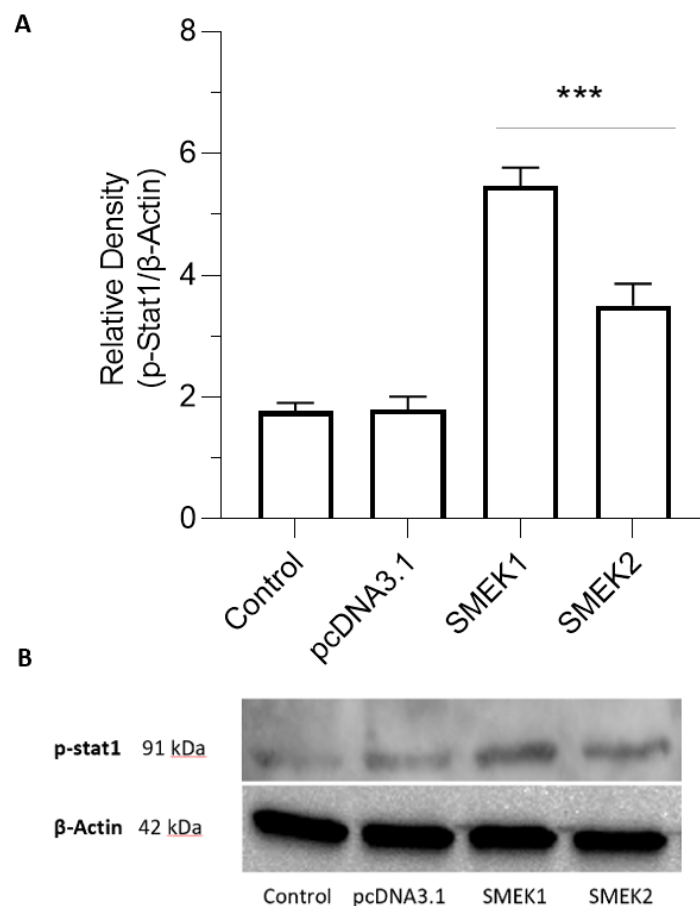 A
Relative Density
(p-Stat1/β-Actin)
8
6
4
2
0
***
Control
pcDNA3.1
SMEK1
SMEK2
B
p-stat1 91 kDa
β-Actin 42 kDa
Control pcDNA3.1 SMEK1 SMEK2